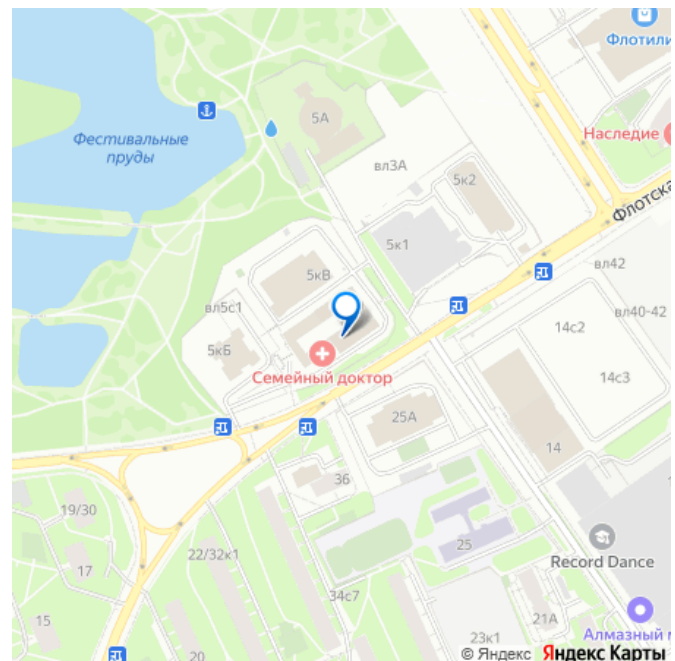 Флотили
5А
Фестивальные
пруды
Наследие
вл3А
5к2
Флотска
5к1
вл42
5кВ
вл5с1
вл40-42
14с2
5кБ
Семейный доктор
14с3
25А
14
36
19/30
Record Dance
22/32к1
25
17
34с7
15
21А
Алмазный м
23к1
20
© Яндекс Яндекс Карты